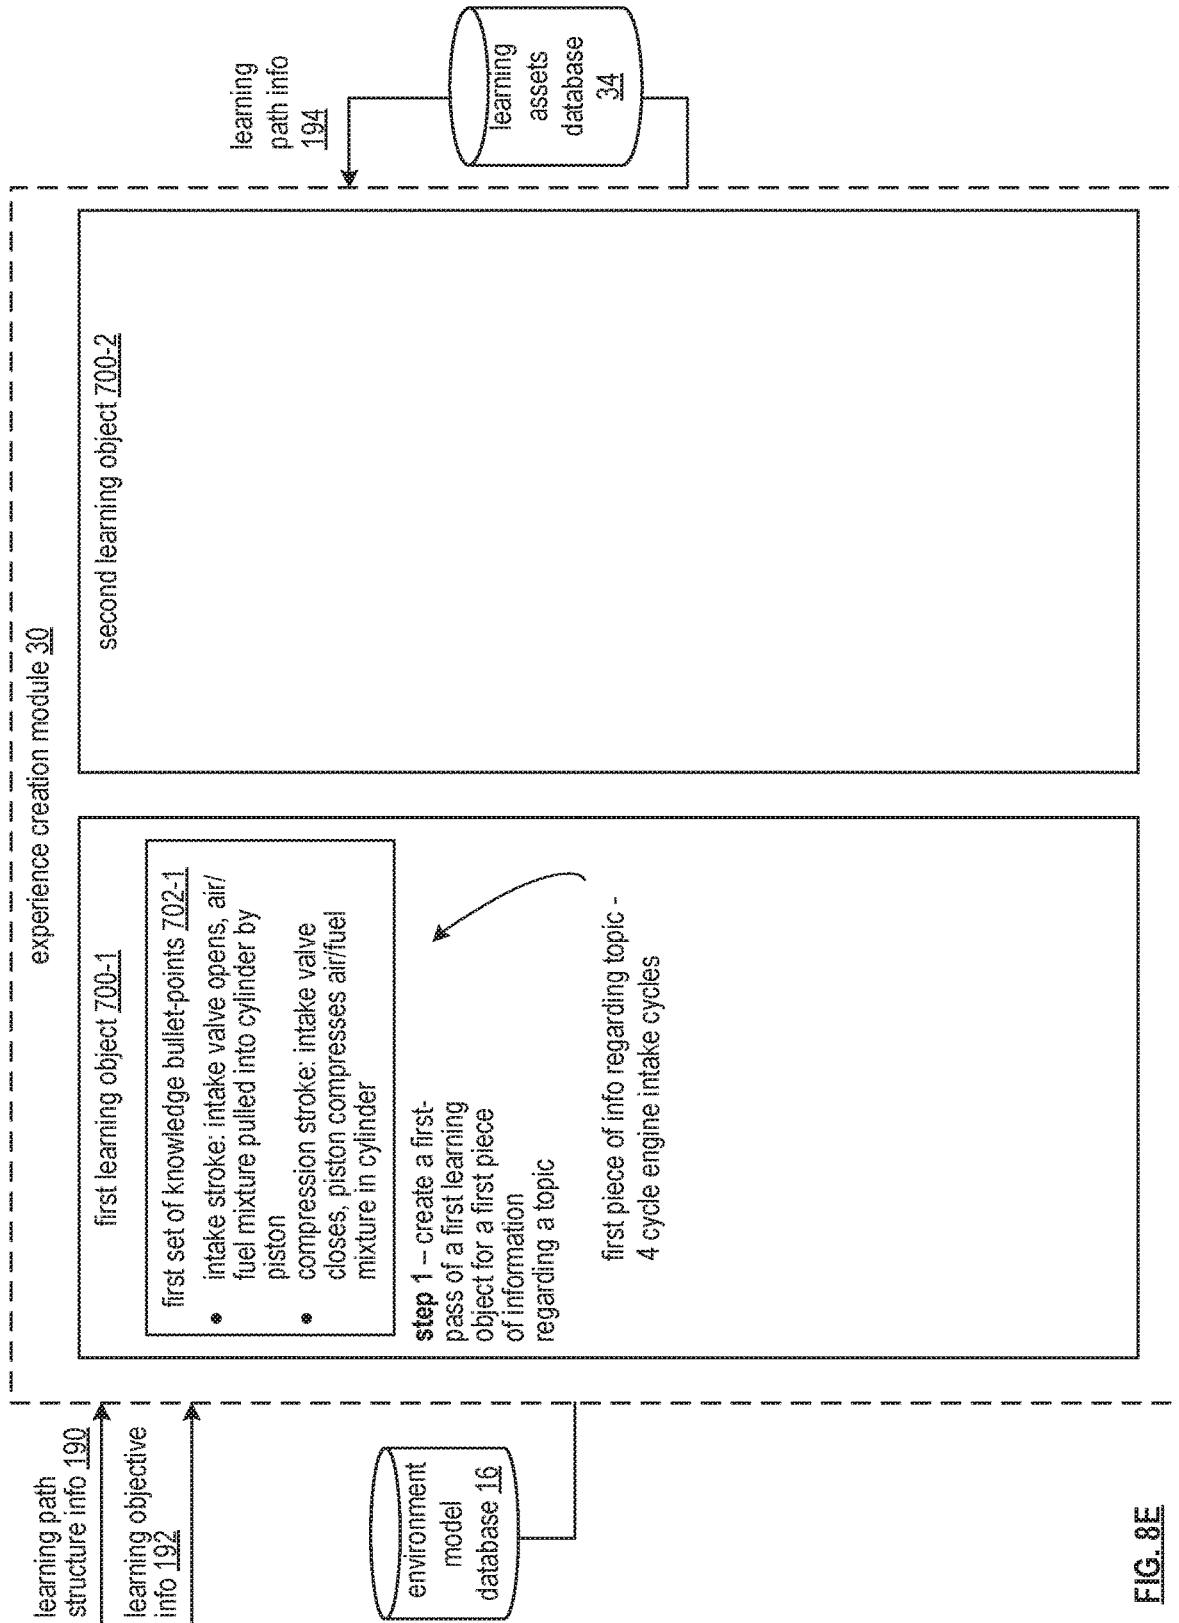 learning path
structure info 190
learning objective
info 192
environment
model
database 16
experience creation module 30
first learning object 700-1
first set of knowledge bullet-points 702-1
• intake stroke: intake valve opens, air/
fuel mixture pulled into cylinder by
piston
• compression stroke: intake valve
closes, piston compresses air/fuel
mixture in cylinder
step 1 – create a first-
pass of a first learning
object for a first piece
of information
regarding a topic
first piece of info regarding topic -
4 cycle engine intake cycles
second learning object 700-2
learning
path info
194
learning
assets
database
34
FIG. 8E